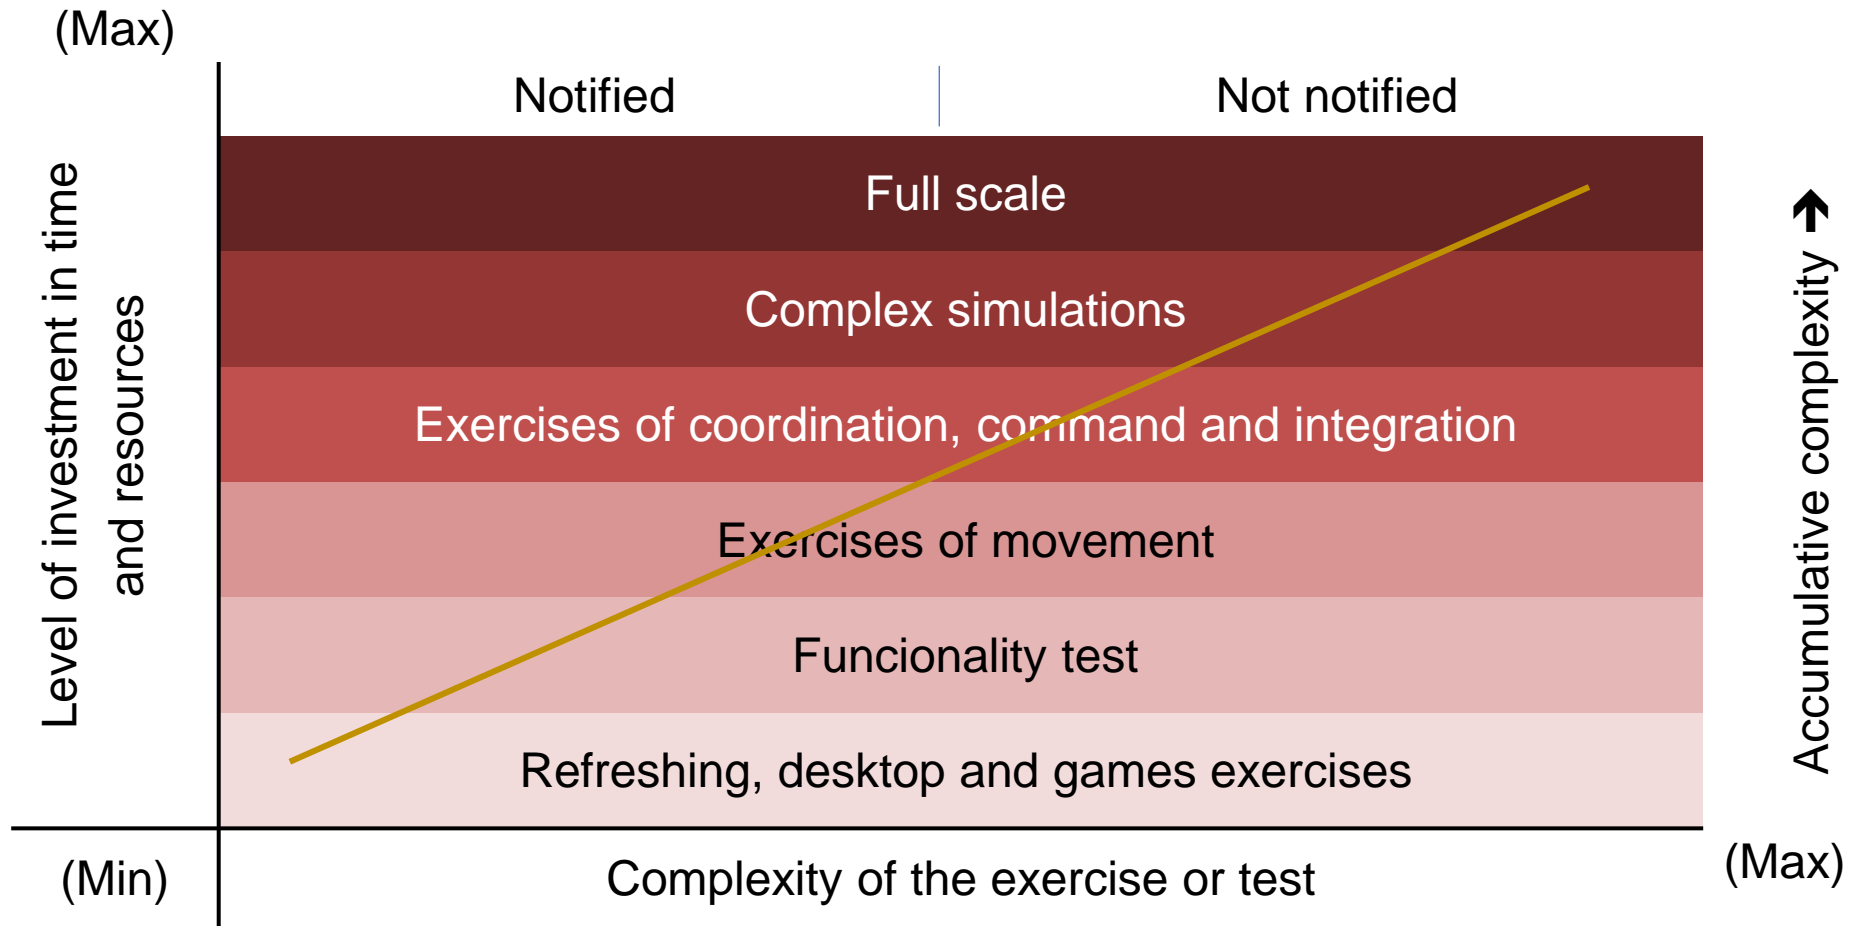 (Max)
Notified
Not notified
Level of investment in time
and resources
Full scale
Complex simulations
Exercises of coordination, command and integration
Exercises of movement
Funcionality test
Refreshing, desktop and games exercises
Accumulative complexity ➔
(Min)
Complexity of the exercise or test
(Max)